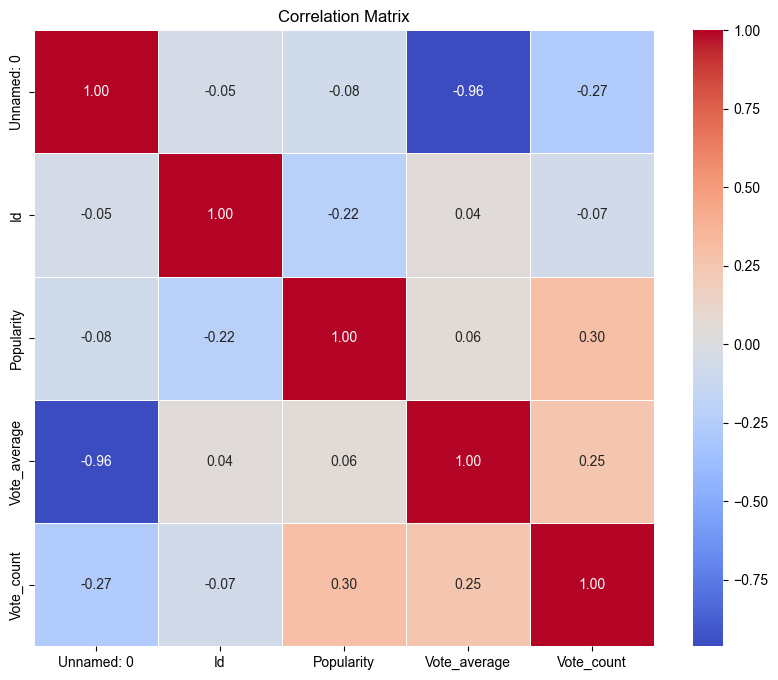 Correlation Matrix
Unnamed: 0
1.00 -0.05 -0.08 -0.96 -0.27
Id
-0.05 1.00 -0.22 0.04 -0.07
Popularity
-0.08 -0.22 1.00 0.06 0.30
Vote_average
-0.96 0.04 0.06 1.00 0.25
Vote_count
-0.27 -0.07 0.30 0.25 1.00
Unnamed: 0 Id Popularity Vote_average Vote_count
1.00
0.75
0.50
0.25
0.00
−0.25
−0.50
−0.75